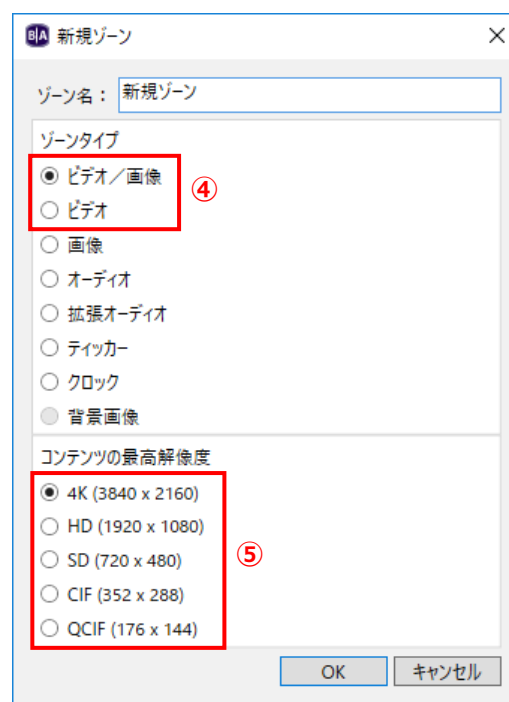 B A 新規ゾーン
ゾーン名： 新規ゾーン
ゾーンタイプ
ビデオ／画像
④
ビデオ
画像
オーディオ
拡張オーディオ
ティッカー
クロック
背景画像
コンテンツの最高解像度
4K (3840 x 2160)
HD (1920 x 1080)
⑤
SD (720 x 480)
CIF (352 x 288)
QCIF (176 x 144)
OK キャンセル